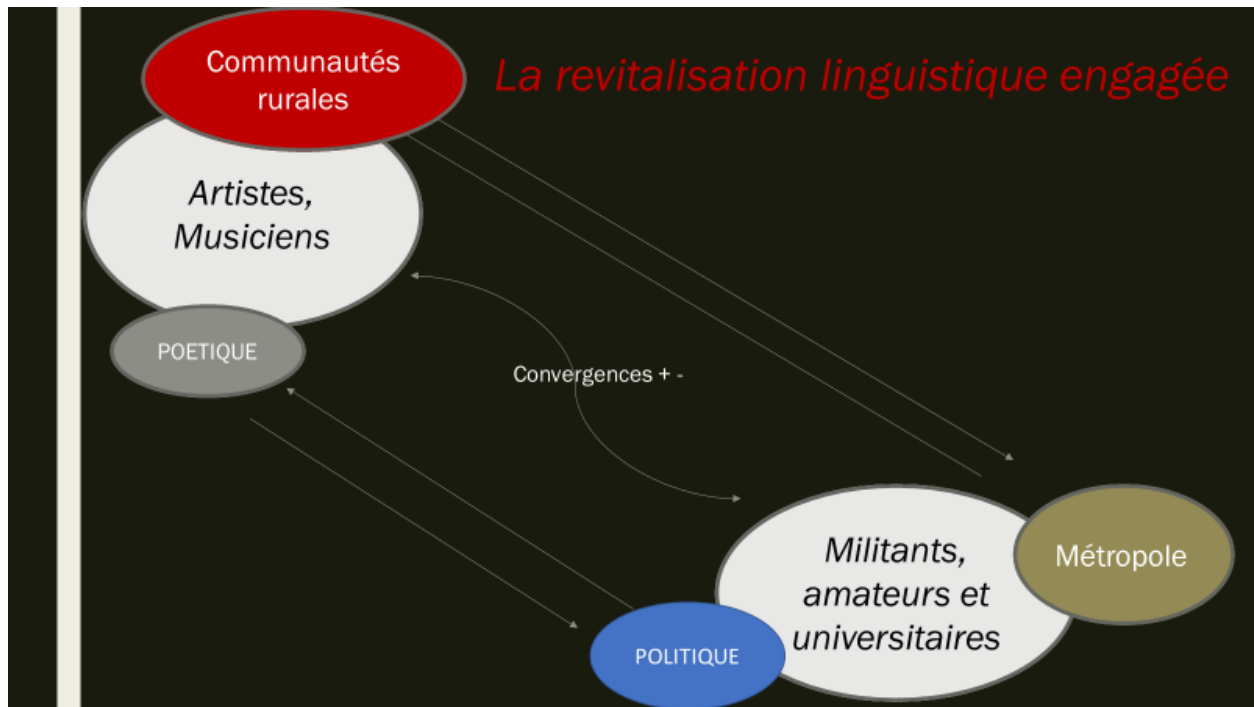 Communautés
rurales
La revitalisation linguistique engagée
Artistes,
Musiciens
POETIQUE
Convergences + -
Militants,
amateurs et
universitaires
Métropole
POLITIQUE